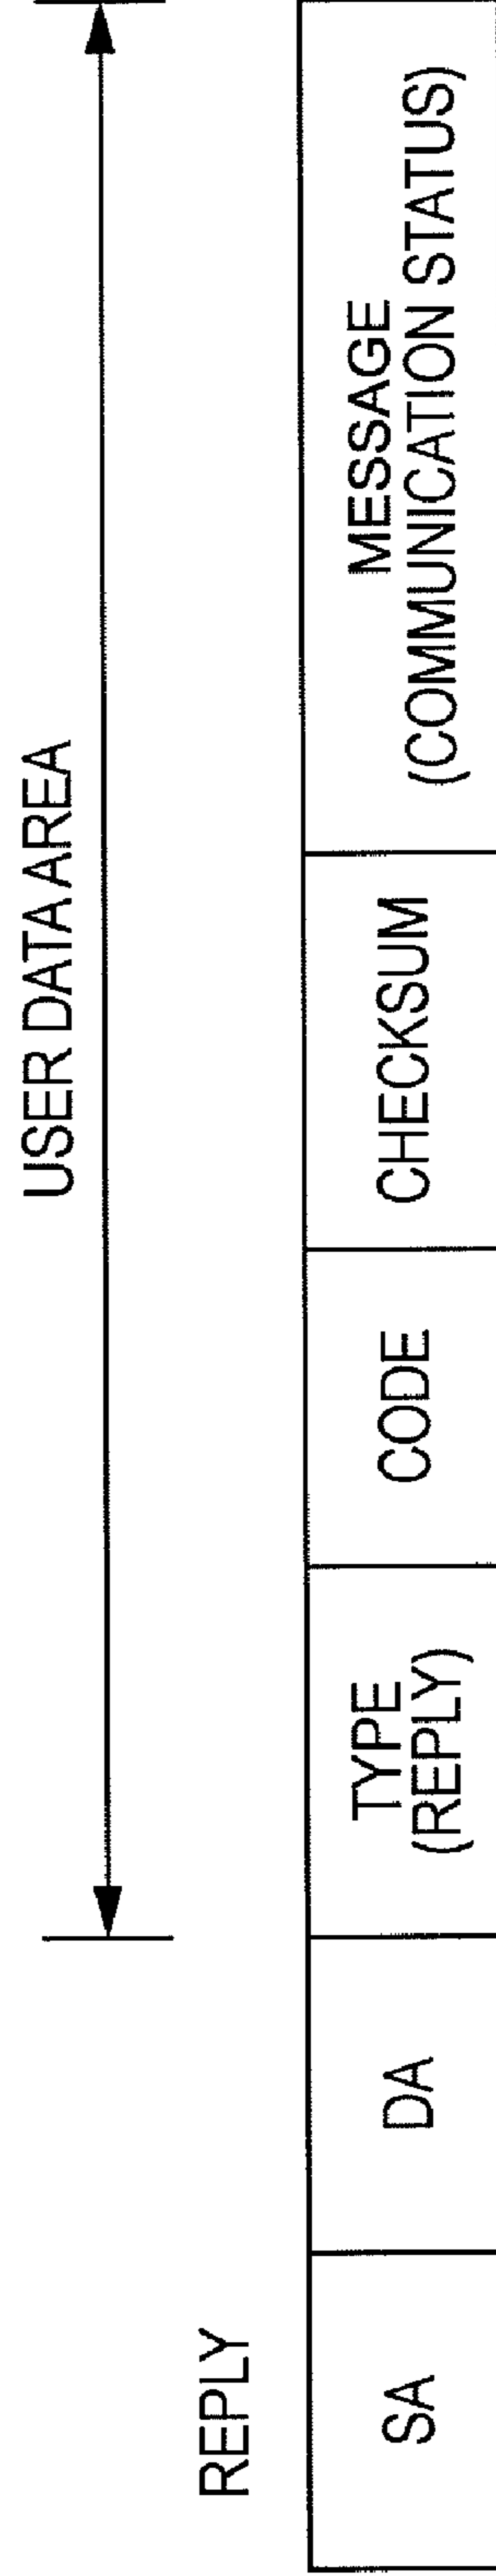 USER DATA AREA
REPLY
SA
DA
TYPE
(REPLY)
CODE
CHECKSUM
MESSAGE
(COMMUNICATION STATUS)